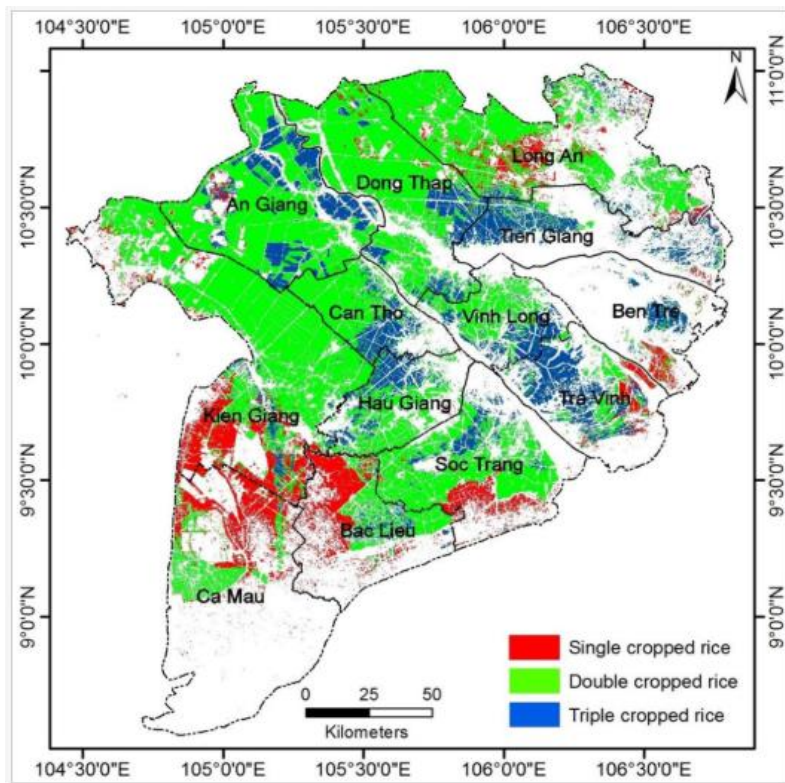 104°30'0"E 105°0'0"E 105°30'0"E 106°0'0"E 106°30'0"E
N
11°0'0"N
11°0'0"N
Long An
Dong Thap
An Giang
10°30'0"N
10°30'0"N
Tien Giang
Can Tho
Vinh Long
Ben Tre
10°0'0"N
10°0'0"N
Hau Giang
Tra Vinh
Kien Giang
Soc Trang
9°30'0"N
9°30'0"N
Bac Lieu
Ca Mau
9°0'0"N
9°0'0"N
Single cropped rice
Double cropped rice
Triple cropped rice
0 25 50
Kilometers
104°30'0"E 105°0'0"E 105°30'0"E 106°0'0"E 106°30'0"E